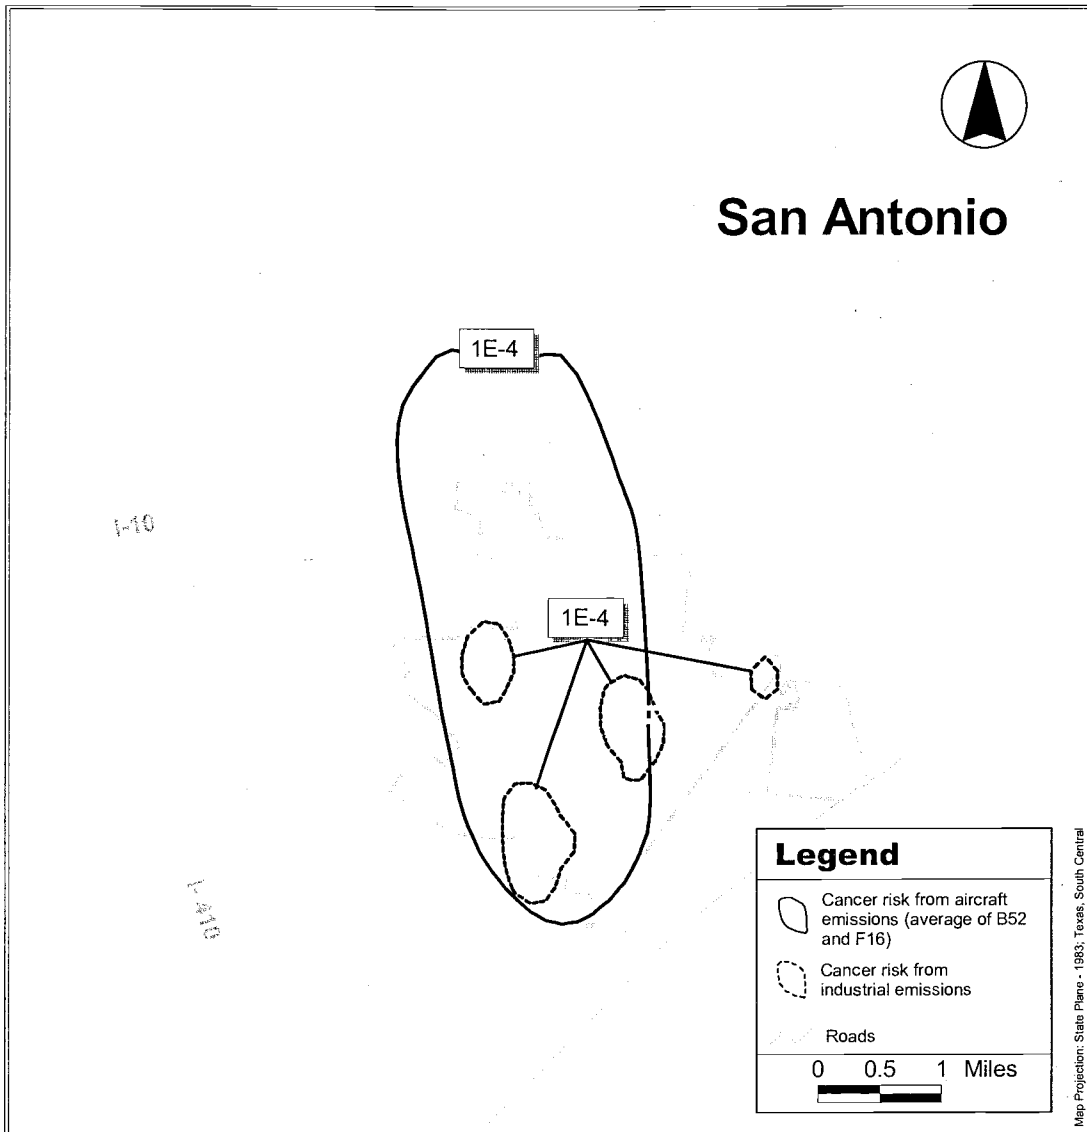 San Antonio
1E-4
I-10
1E-4
I-410
Legend
Cancer risk from aircraft
emissions (average of B52
and F16)
Cancer risk from
industrial emissions
Roads
0 0.5 1 Miles
Map Projection: State Plane - 1983; Texas, South Central